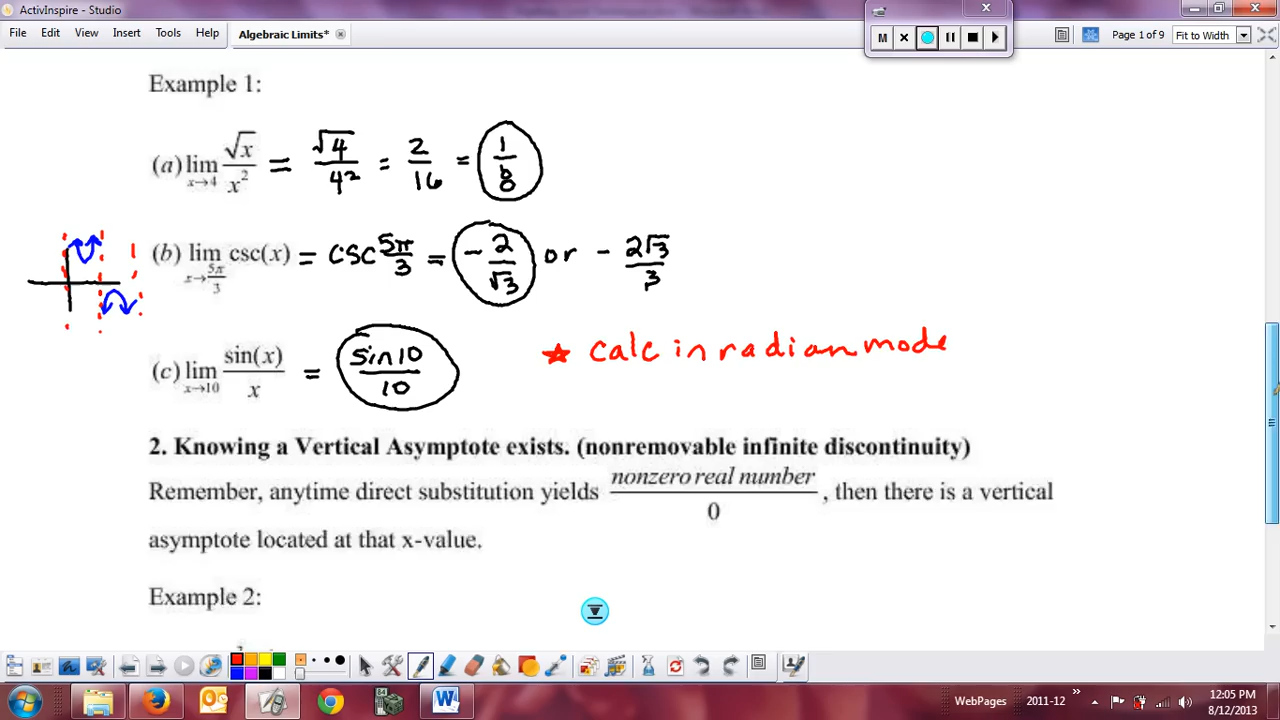 ActivInspire - Studio
File Edit View Insert Tools Help Algebraic Limits* Page 1 of 9 Fit to Width
M
Example 1:
(a) lim x→4 √x / x² = √4 / 4² = 2/16 = 1/8
(b) lim x→5π/3 csc(x) = csc 5π/3 = -2/√3 or -2√3/3
(c) lim x→10 sin(x)/x = sin10/10 ★ calc in radian mode
2. Knowing a Vertical Asymptote exists. (nonremovable infinite discontinuity)
Remember, anytime direct substitution yields nonzero real number / 0 , then there is a vertical
asymptote located at that x-value.
Example 2:
WebPages 2011-12 12:05 PM
8/12/2013